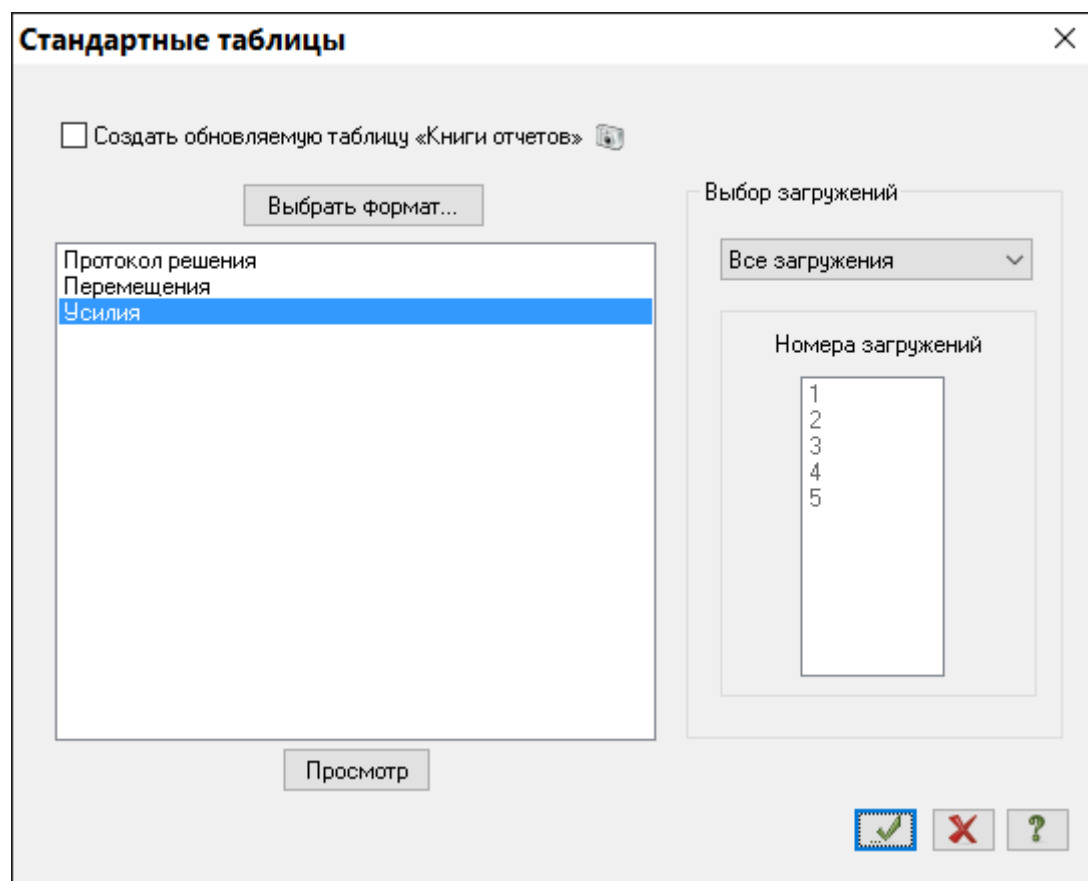 Стандартные таблицы
Создать обновляемую таблицу «Книги отчетов»
Выбрать формат...
Протокол решения
Перемещения
Усилия
Просмотр
Выбор загружений
Все загружения
Номера загружений
1
2
3
4
5
?